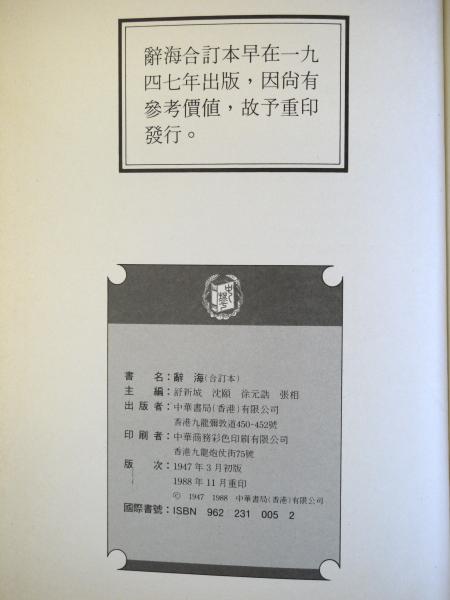 辭海合訂本早在一九
四七年出版，因尚有
參考價值，故予重印
發行。
書名：辭 海（合訂本）
主編：舒新城 沈頤 徐元誥 張相
出版者：中華書局（香港）有限公司
香港九龍彌敦道450-452號
印刷者：中華商務彩色印刷有限公司
香港九龍炮仗街75號
版次：1947年3月初版
1988年11月重印
© 1947 1988 中華書局（香港）有限公司
國際書號：ISBN 962 231 005 2